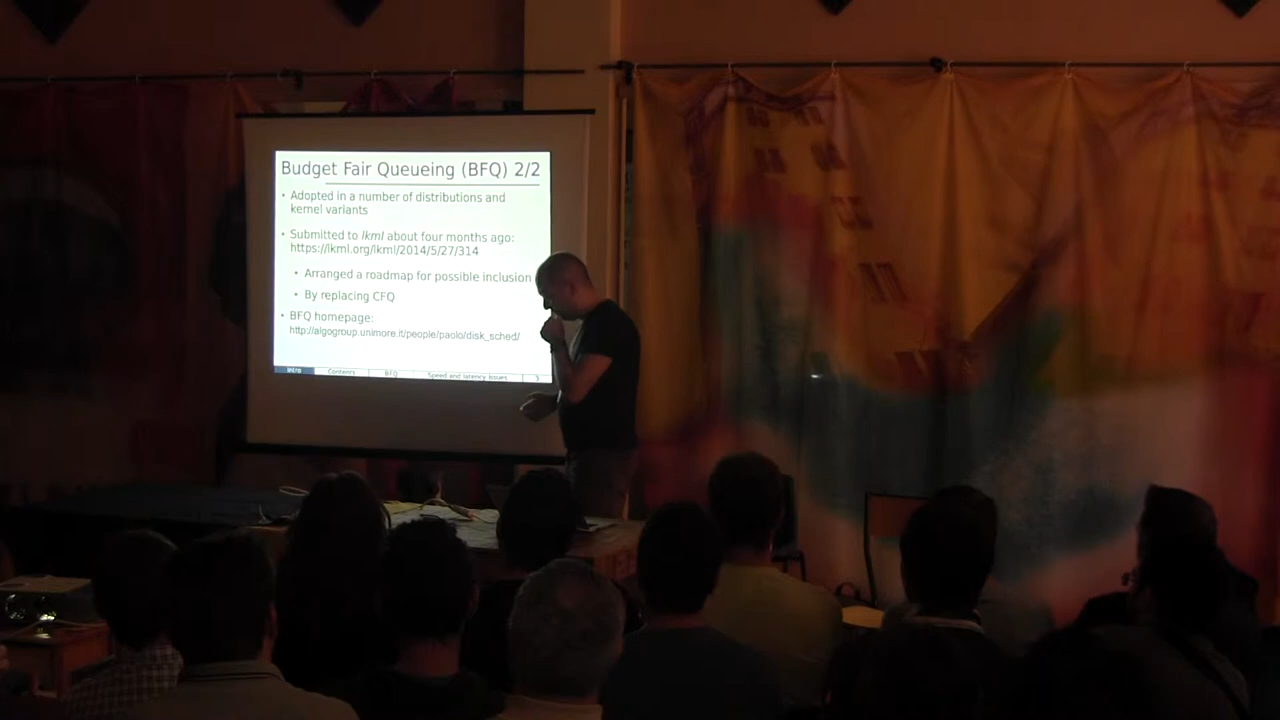 Budget Fair Queueing (BFQ) 2/2
• Adopted in a number of distributions and
kernel variants
• Submitted to lkml about four months ago:
https://lkml.org/lkml/2014/5/27/314
• Arranged a roadmap for possible inclusion
• By replacing CFQ
• BFQ homepage:
http://algogroup.unimore.it/people/paolo/disk_sched/
Intro Contents BFQ Speed and latency issues 3